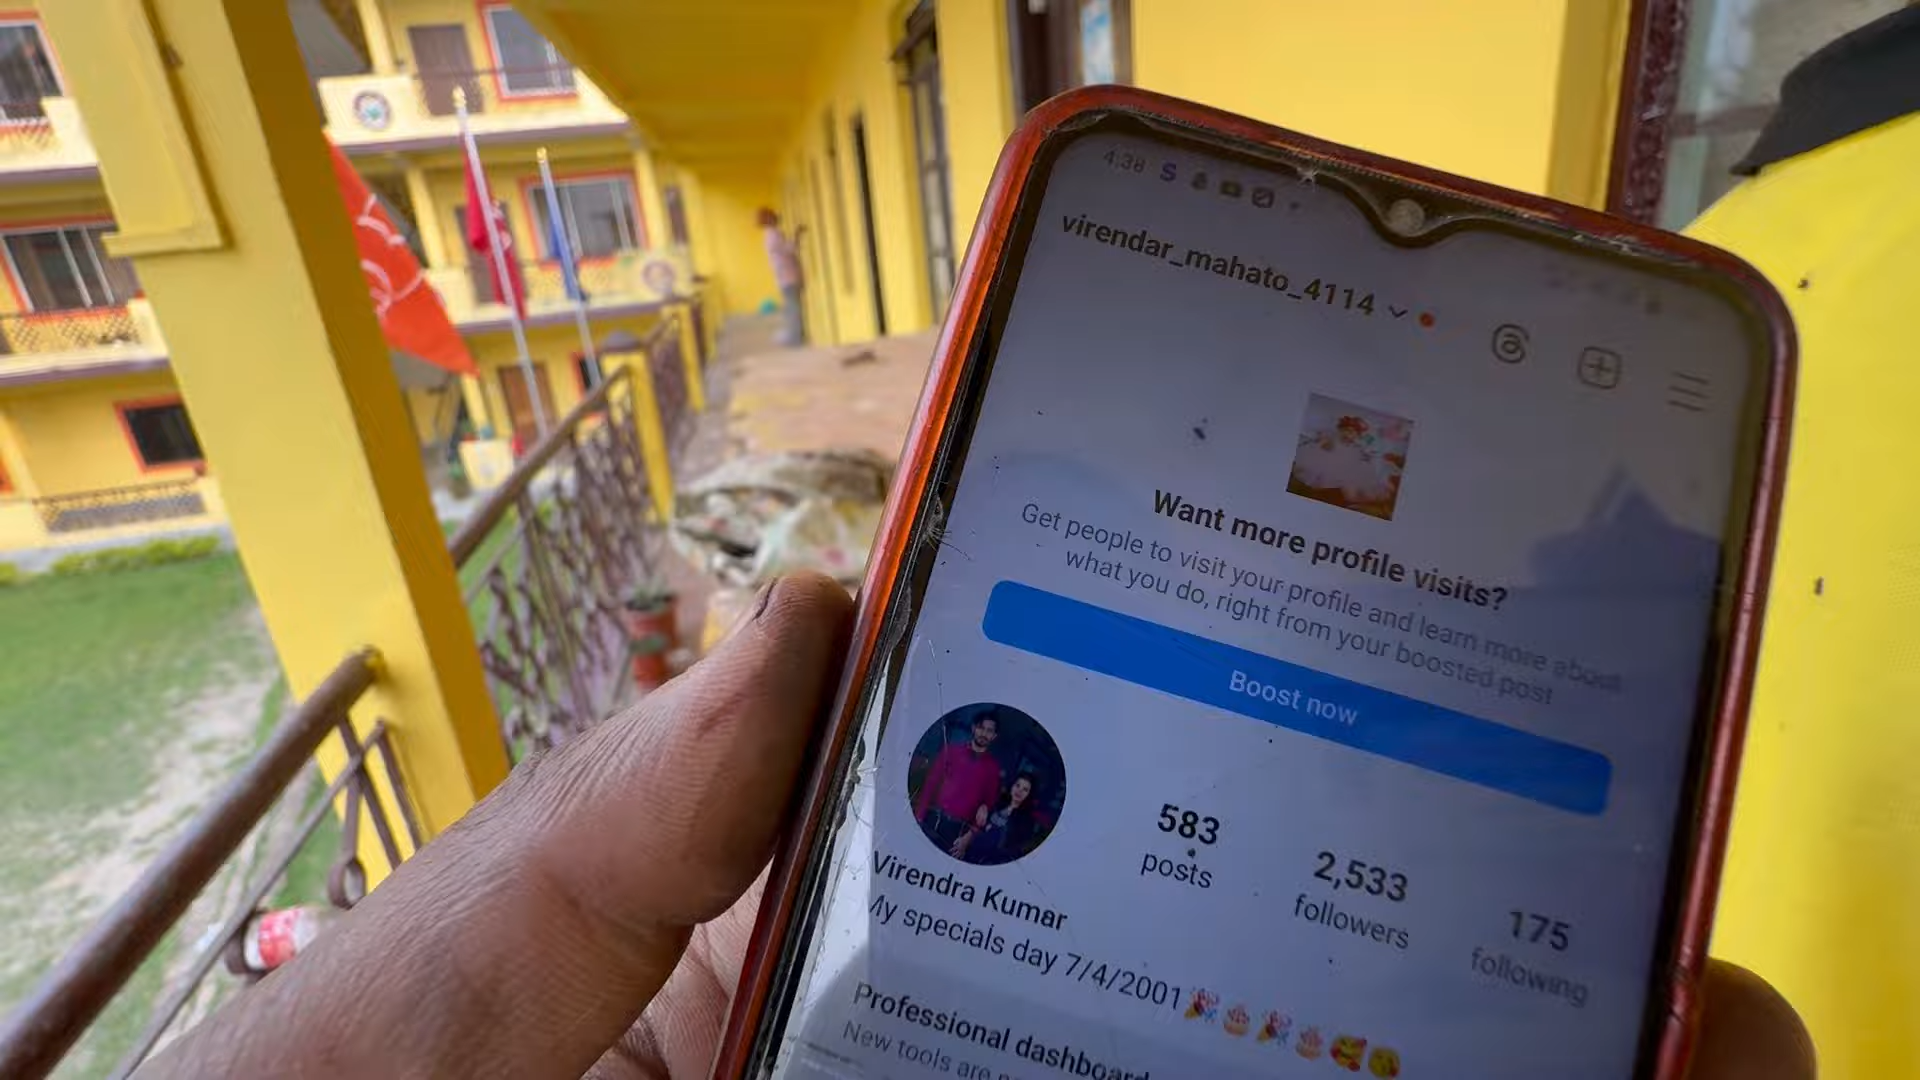 4:38
virendar_mahato_4114
Want more profile visits?
Get people to visit your profile and learn more about
what you do, right from your boosted post
Boost now
583
posts
2,533
followers
175
following
Virendra Kumar
My specials day 7/4/2001🎉🎂🎉🎂🥰😘
Professional dashboard
New tools are